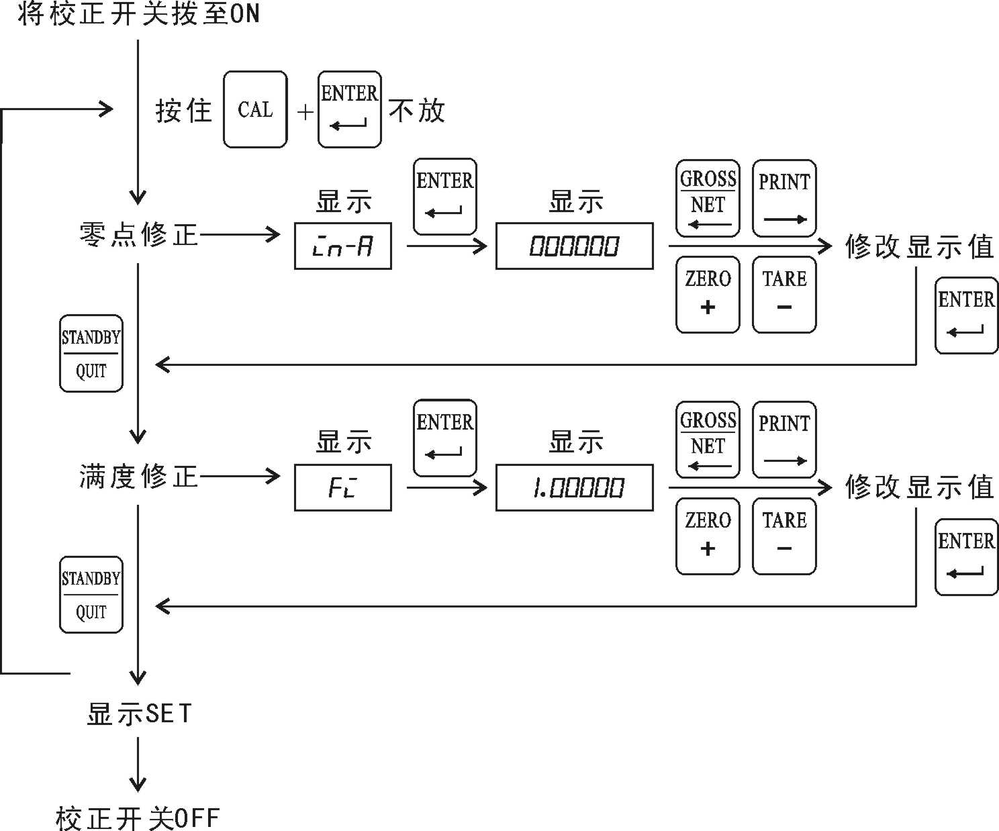 将校正开关拨至ON
按住 CAL + ENTER 不放
零点修正
显示
ENTER
显示
000000
GROSS
NET
PRINT
ZERO
+
TARE
-
修改显示值
ENTER
STANDBY
QUIT
满度修正
显示
ENTER
显示
1.00000
GROSS
NET
PRINT
ZERO
+
TARE
-
修改显示值
ENTER
STANDBY
QUIT
显示SET
校正开关OFF